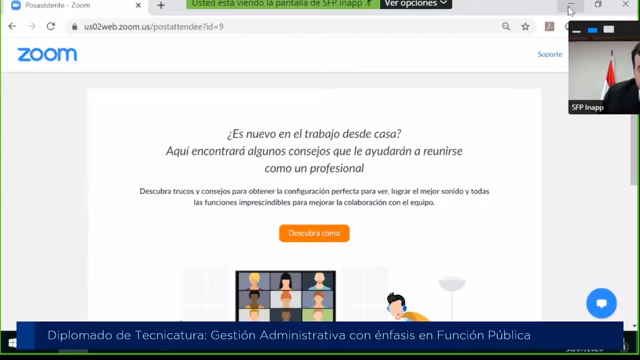 Posasistente - Zoom
Usted está viendo la pantalla de SFP Inapp
Ver opciones
us02web.zoom.us/postattendee?id=9
zoom
Soporte
SFP Inapp
¿Es nuevo en el trabajo desde casa?
Aquí encontrará algunos consejos que le ayudarán a reunirse
como un profesional
Descubra trucos y consejos para obtener la configuración perfecta para ver, lograr el mejor sonido y todas
las funciones imprescindibles para mejorar la colaboración con el equipo.
Descubra cómo
Diplomado de Tecnicatura: Gestión Administrativa con énfasis en Función Pública